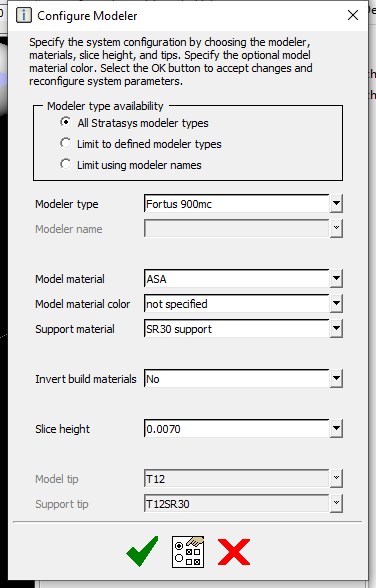 Configure Modeler
Specify the system configuration by choosing the modeler,
materials, slice height, and tips. Specify the optional model
material color. Select the OK button to accept changes and
reconfigure system parameters.
Modeler type availability
All Stratasys modeler types
Limit to defined modeler types
Limit using modeler names
Modeler type Fortus 900mc
Modeler name
Model material ASA
Model material color not specified
Support material SR30 support
Invert build materials No
Slice height 0.0070
Model tip T12
Support tip T12SR30